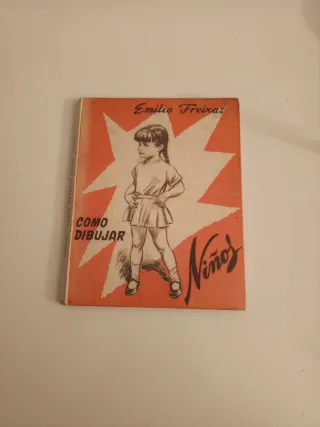 Emilio Freixas
COMO
DIBUJAR
Niños